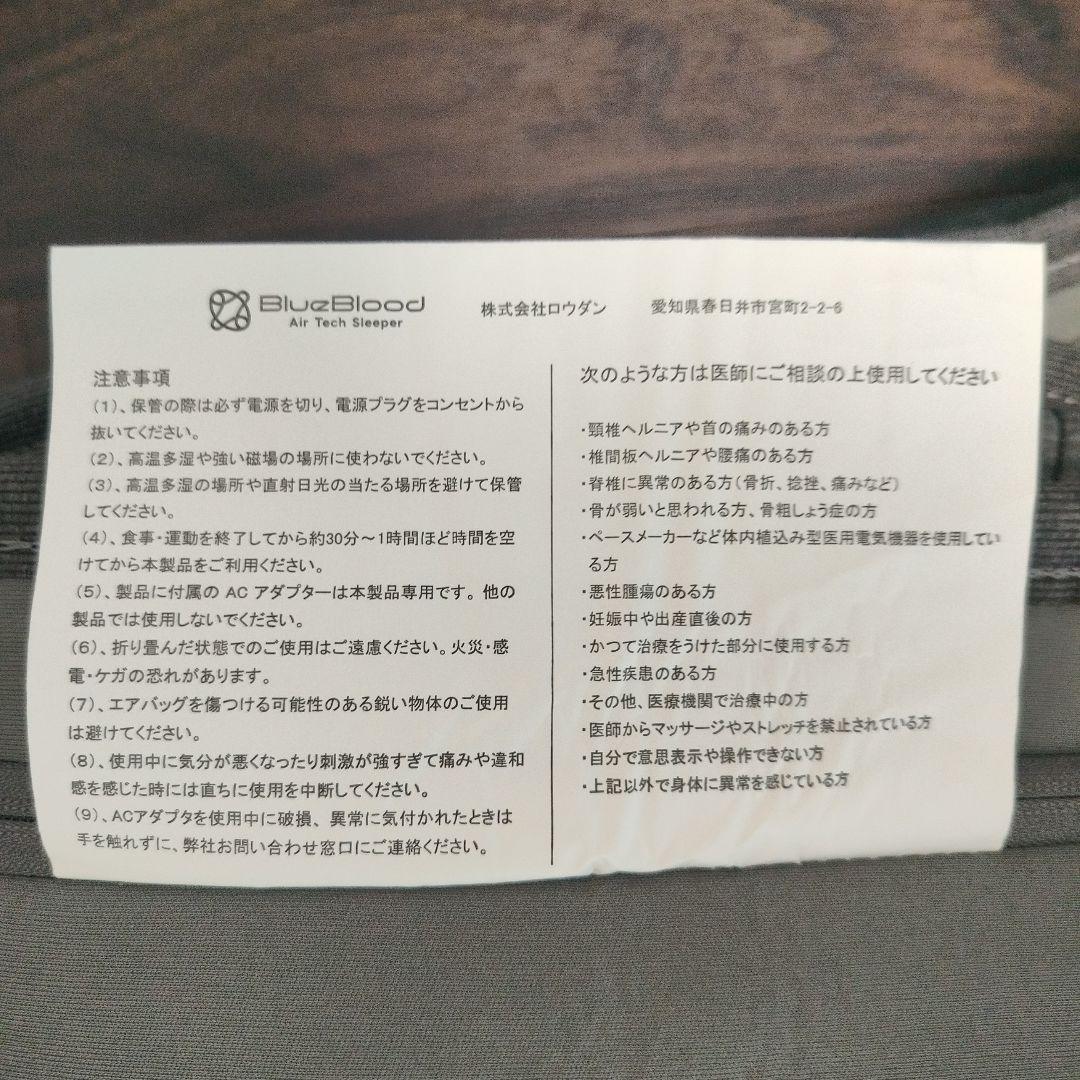 BlueBlood
Air Tech Sleeper
株式会社ロウダン
愛知県春日井市宮町2-2-6
注意事項
（1）、保管の際は必ず電源を切り、電源プラグをコンセントから
抜いてください。
（2）、高温多湿や強い磁場の場所に使わないでください。
（3）、高温多湿の場所や直射日光の当たる場所を避けて保管
してください。
（4）、食事・運動を終了してから約30分～1時間ほど時間を空
けてから本製品をご利用ください。
（5）、製品に付属の AC アダプターは本製品専用です。他の
製品では使用しないでください。
（6）、折り畳んだ状態でのご使用はご遠慮ください。火災・感
電・ケガの恐れがあります。
（7）、エアバッグを傷つける可能性のある鋭い物体のご使用
は避けてください。
（8）、使用中に気分が悪くなったり刺激が強すぎて痛みや違和
感を感じた時には直ちに使用を中断してください。
（9）、ACアダプタを使用中に破損、異常に気付かれたときは
手を触れずに、弊社お問い合わせ窓口にご連絡ください。
次のような方は医師にご相談の上使用してください
・頸椎ヘルニアや首の痛みのある方
・椎間板ヘルニアや腰痛のある方
・脊椎に異常のある方（骨折、捻挫、痛みなど）
・骨が弱いと思われる方、骨粗しょう症の方
・ペースメーカーなど体内植込み型医用電気機器を使用してい
る方
・悪性腫瘍のある方
・妊娠中や出産直後の方
・かつて治療をうけた部分に使用する方
・急性疾患のある方
・その他、医療機関で治療中の方
・医師からマッサージやストレッチを禁止されている方
・自分で意思表示や操作できない方
・上記以外で身体に異常を感じている方